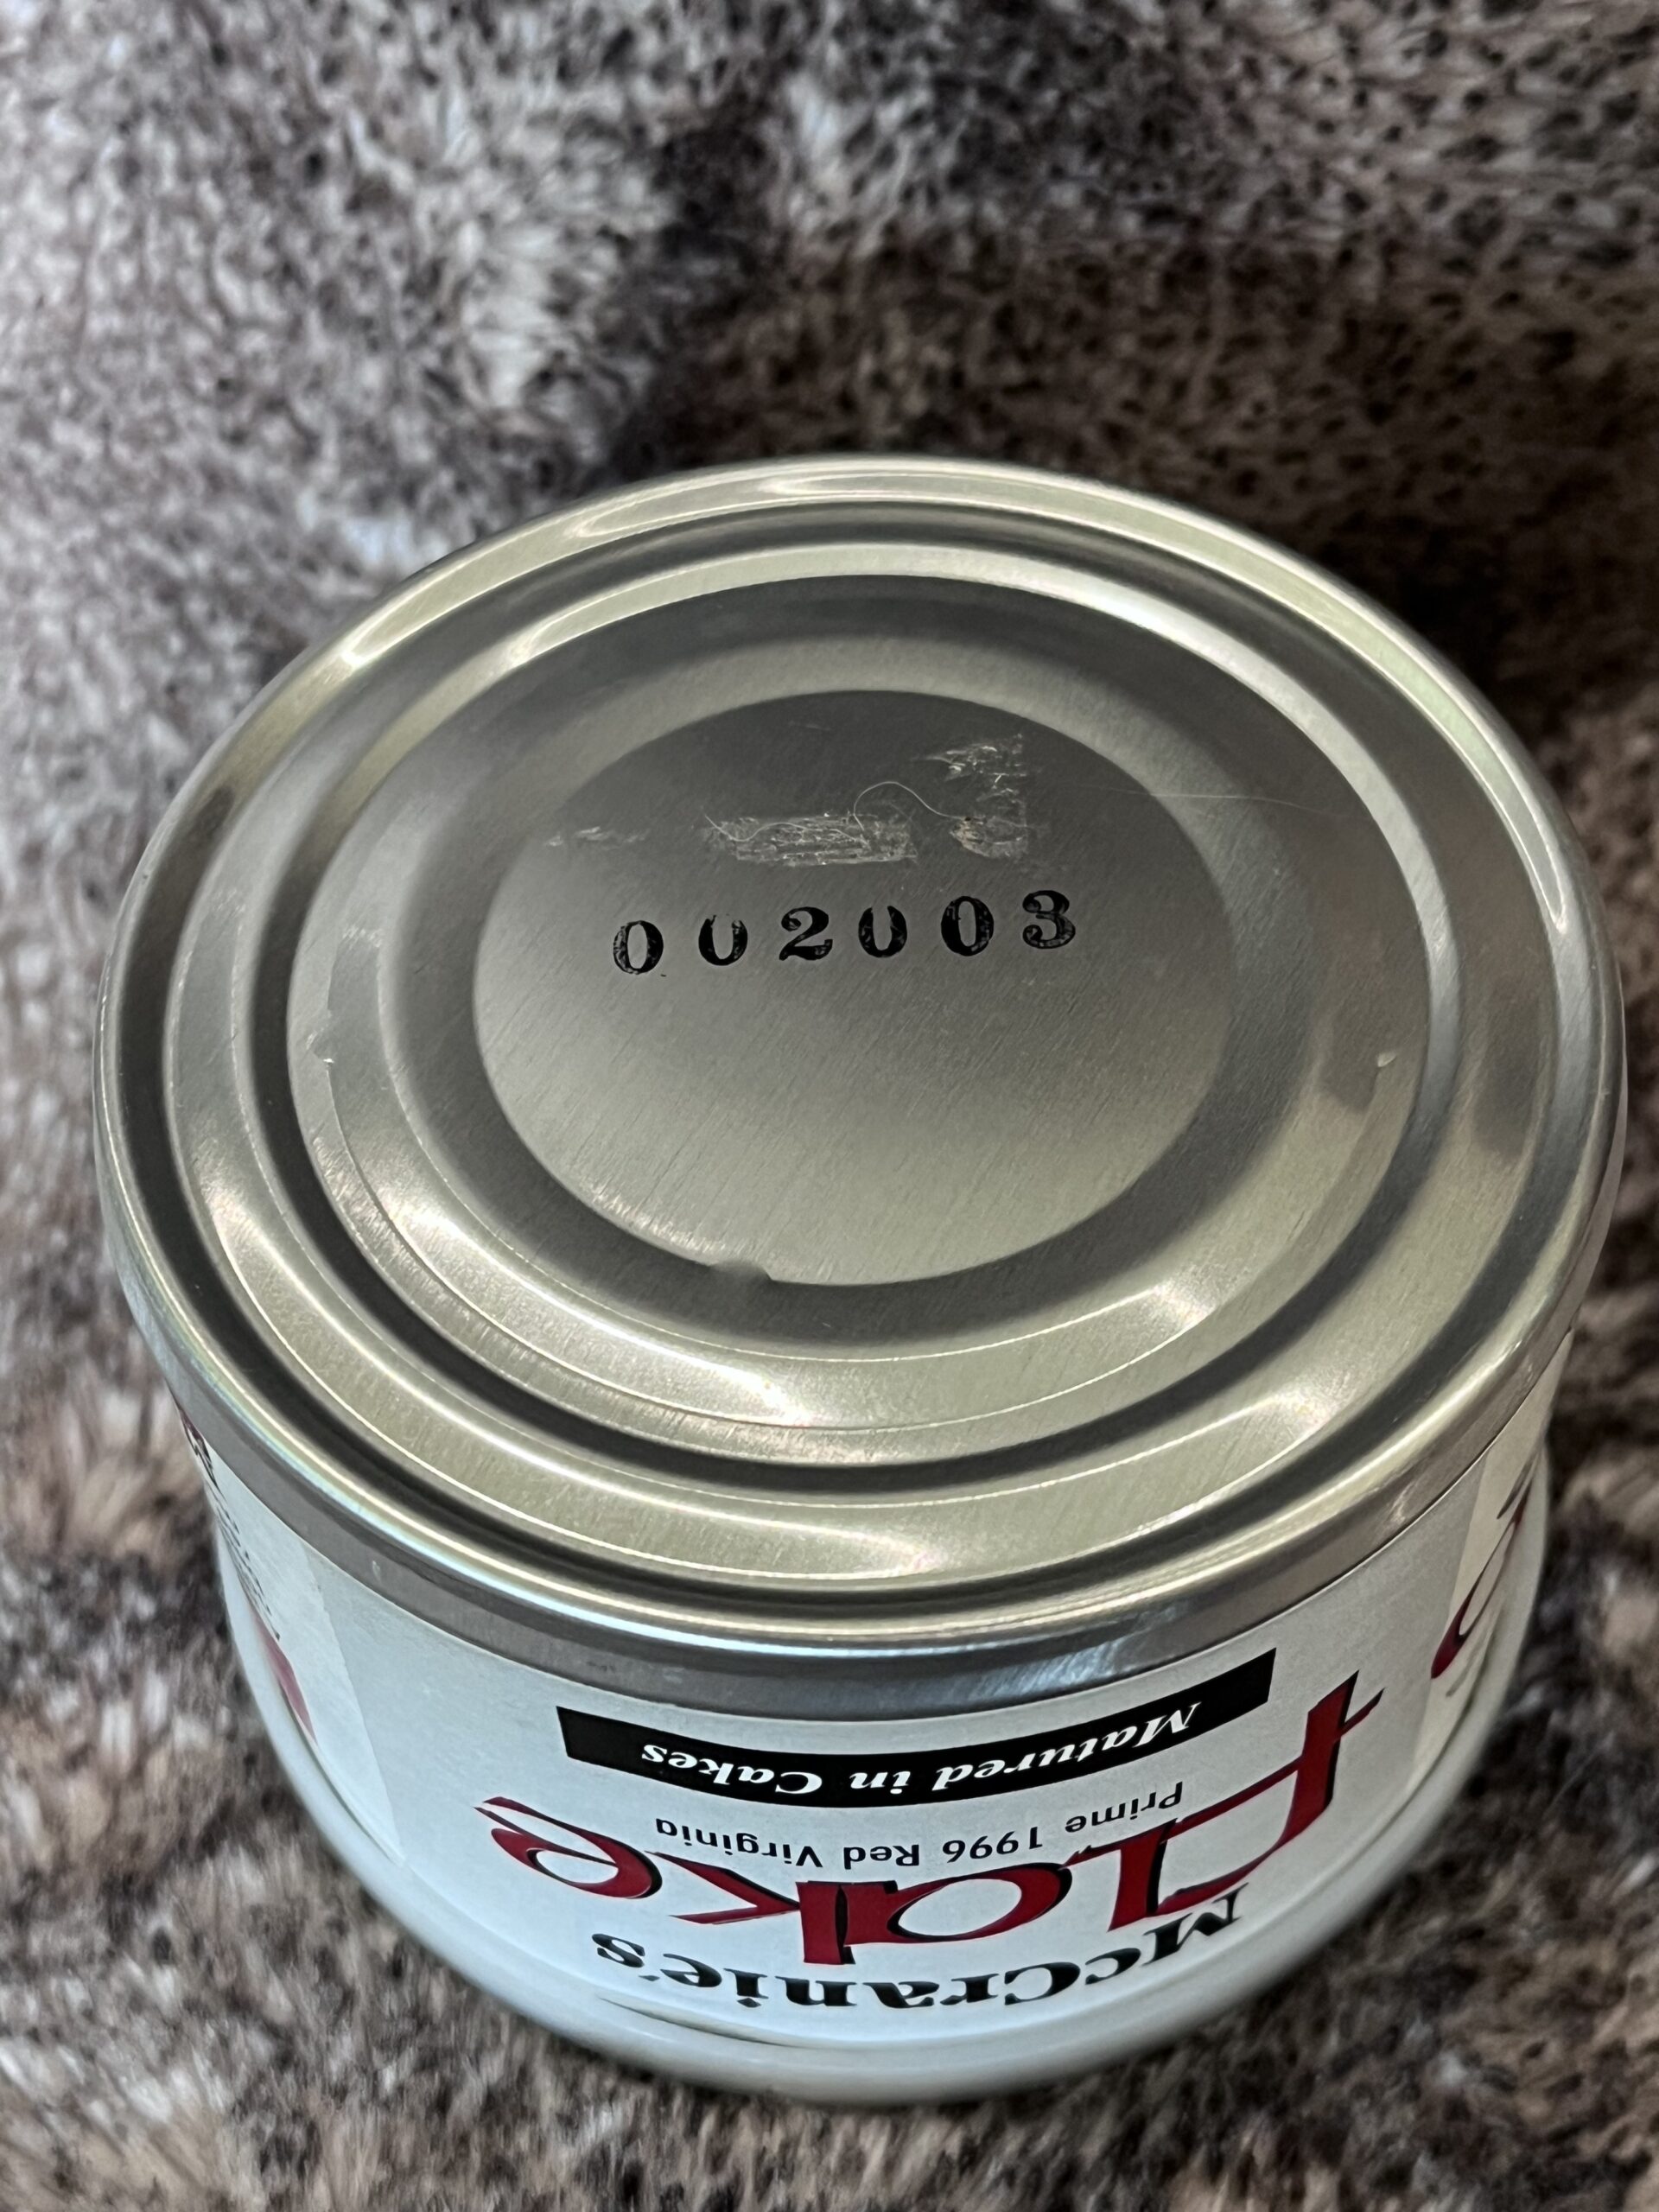 002003
McCranie's
Flake
Prime 1996 Red Virginia
Matured in Cakes